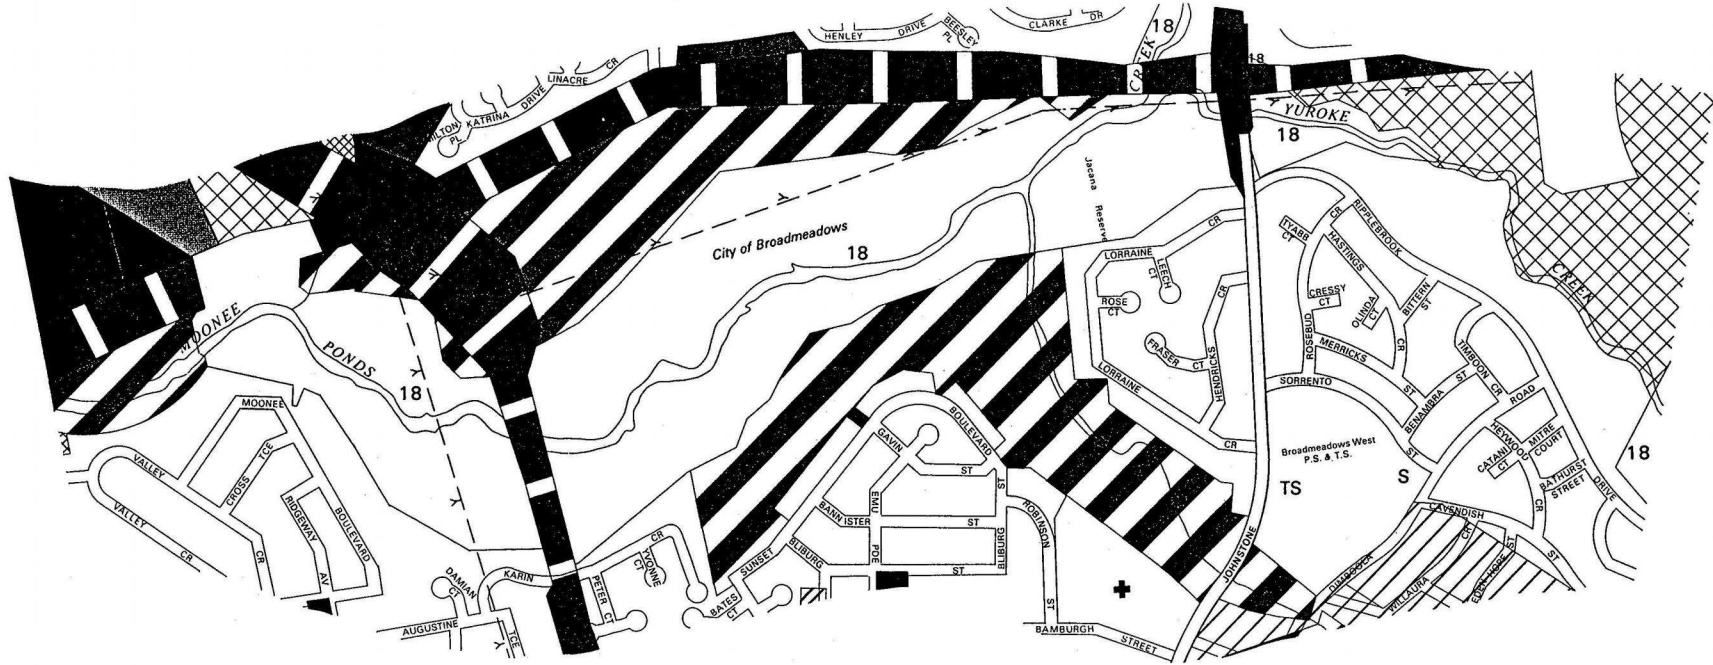 HENLEY DRIVE
BEESLEY PL
CLARKE DR
18
CREEK
18
LINACRE CR
DRIVE
KATRINA
PL
YUROKE
18
Jacana Reserve
City of Broadmeadows
18
MOONEE
PONDS
18
CREEK
18
LORRAINE CR
LEECH CT
ROSE CT
FRASER CT
HENDRICKS
CR
LORRAINE
CR
TYABB CT
CR
HASTINGS
RIPPLEBROOK
CRESSY CT
OLINDA CT
BITTERN ST
ROSEBUD
MERRICKS ST
CR
TIMBOON CR
SORRENTO
BENAMBRA ST
ST
ROAD
HEYWOOD
CR
MITRE COURT
CATANI CT
BATHURST STREET
DRIVE
Broadmeadows West
P.S. & T.S.
TS
S
CAVENDISH
ST
CR
DIMBOOLA
WILLAURA
EDENHOPE ST
JOHNSTONE
MOONEE
BOULEVARD
CROSS TCE
RIDGEWAY AV
VALLEY
CR
VALLEY CR
GAVIN
ST
BOULEVARD
EMU PDE
BANNISTER ST
BLIBURG
ST
BLIBURG ST
SUNSET
ROBINSON ST
BAMBURGH STREET
KARIN CR
YVONNE CT
PETER CT
BATES CT
DAMIAN CT
AUGUSTINE
TCE